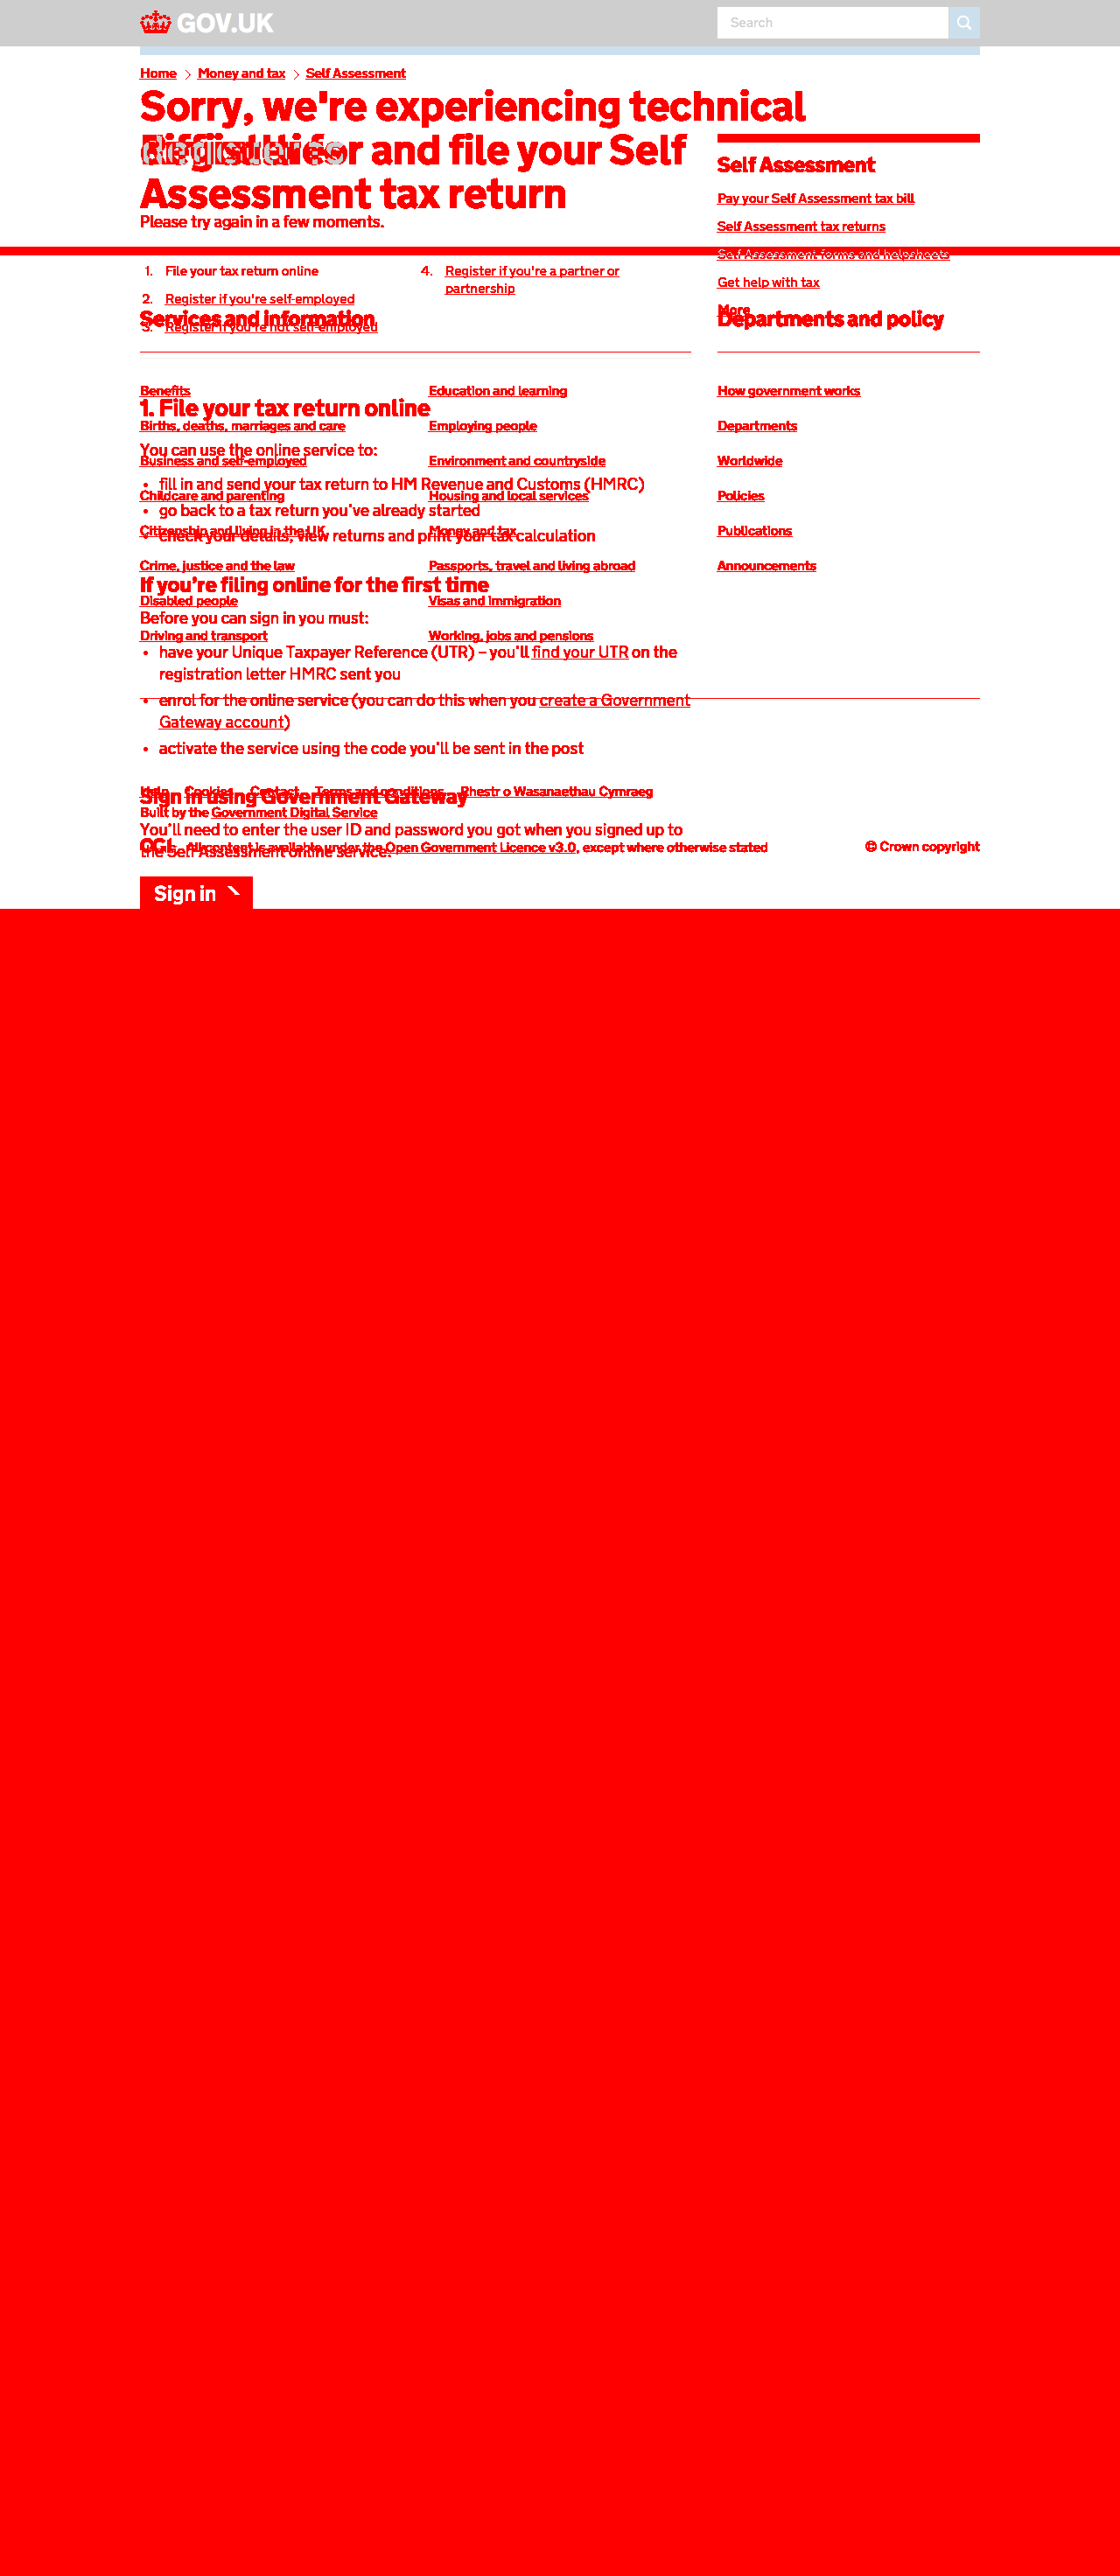 GOV.UK
Search
Home
Money and tax
Self Assessment
Sorry, we're experiencing technical
and file your Self
Assessment tax return
Please try again in a few moments.
Self Assessment
Pay your Self Assessment tax bill
Self Assessment tax returns
Self Assessment forms and helpsheets
Get help with tax
More
1. File your tax return online
2. Register if you're self-employed
3. Register if you're not self-employed
4. Register if you're a partner or
partnership
Services and information
Departments and policy
Benefits
Education and learning
How government works
1. File your tax return online
Births, deaths, marriages and care
Employing people
Departments
You can use the online service to:
Business and self-employed
Environment and countryside
Worldwide
• fill in and send your tax return to HM Revenue and Customs (HMRC)
Childcare and parenting
Housing and local services
Policies
• go back to a tax return you've already started
Citizenship and living in the UK
Money and tax
Publications
• check your details, view returns and print your tax calculation
Crime, justice and the law
Passports, travel and living abroad
Announcements
If you're filing online for the first time
Disabled people
Visas and immigration
Before you can sign in you must:
Driving and transport
Working, jobs and pensions
• have your Unique Taxpayer Reference (UTR) – you'll find your UTR on the
registration letter HMRC sent you
• enrol for the online service (you can do this when you create a Government
Gateway account)
• activate the service using the code you'll be sent in the post
Help
Cookies
Contact
Terms and conditions
Rhestr o Wasanaethau Cymraeg
Sign in using Government Gateway
Built by the Government Digital Service
You'll need to enter the user ID and password you got when you signed up to
the Self Assessment online service.
OGL
All content is available under the Open Government Licence v3.0, except where otherwise stated
© Crown copyright
Sign in